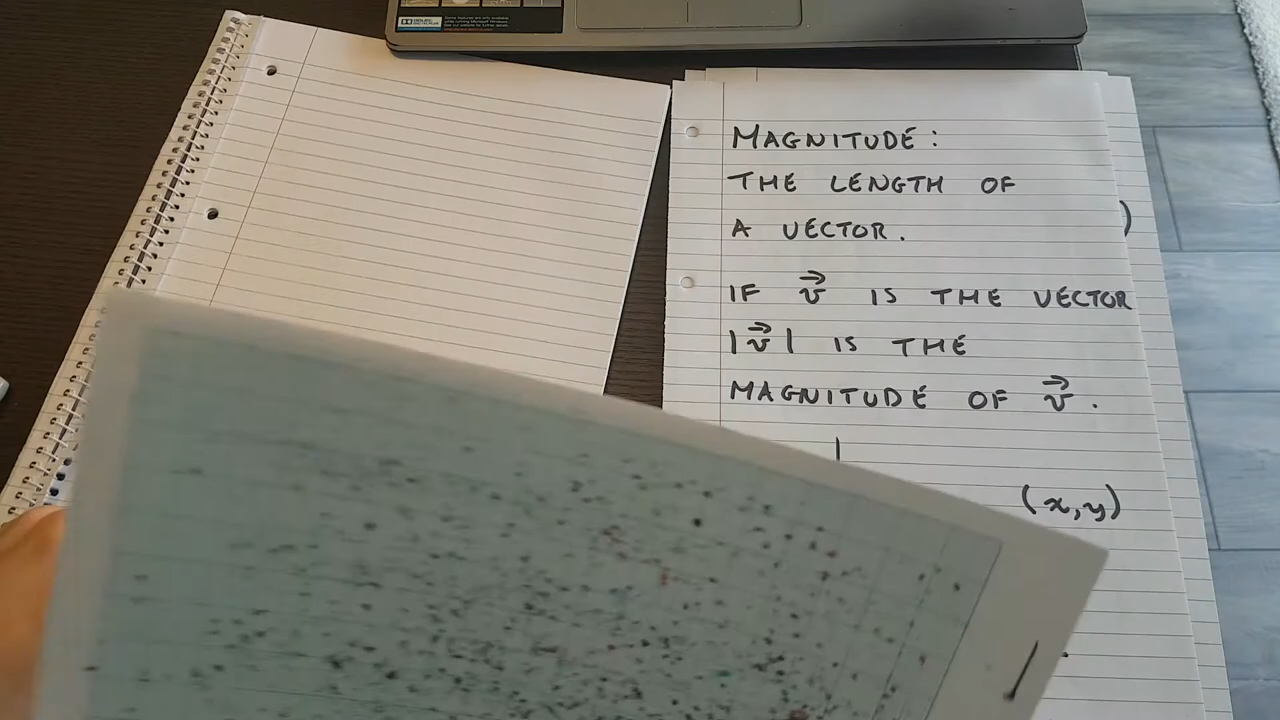 MAGNITUDE:
THE LENGTH OF
A VECTOR.
IF v⃗ IS THE VECTOR
|v⃗| IS THE
MAGNITUDE OF v⃗.
(x,y)
)